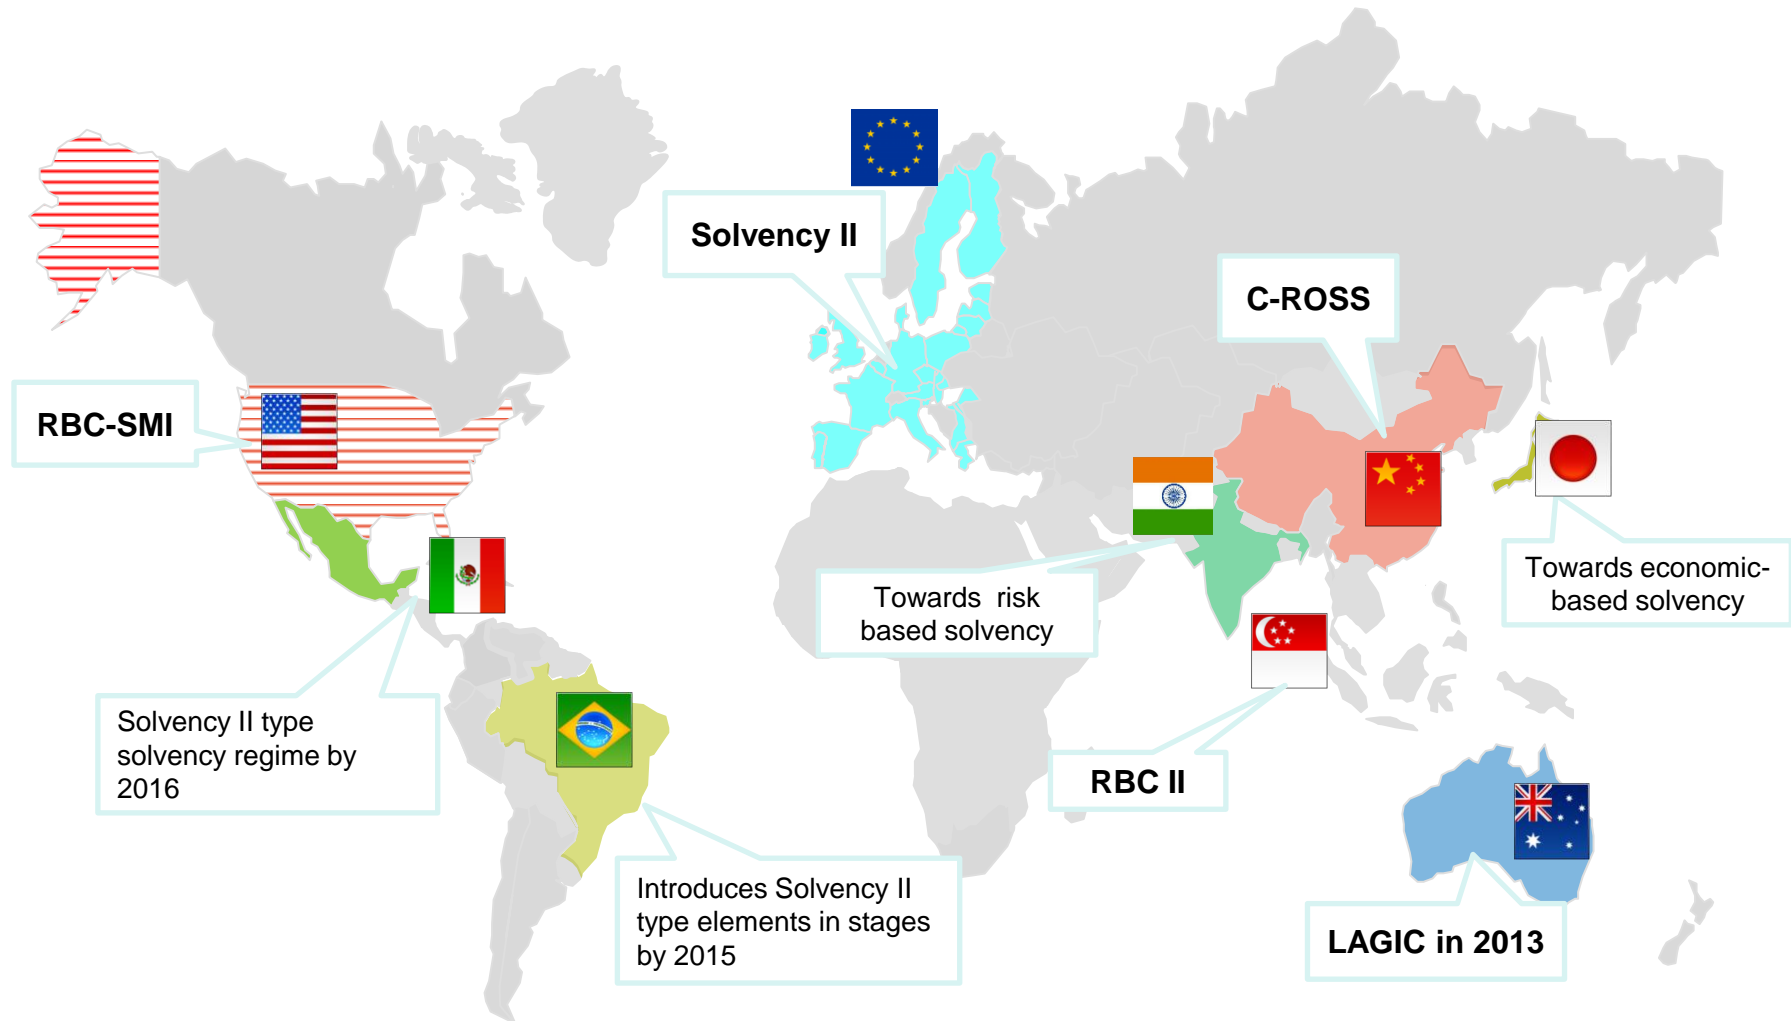 Solvency II
C-ROSS
RBC-SMI
Towards economic-
based solvency
Towards risk
based solvency
Solvency II type
solvency regime by
2016
RBC II
Introduces Solvency II
type elements in stages
by 2015
LAGIC in 2013